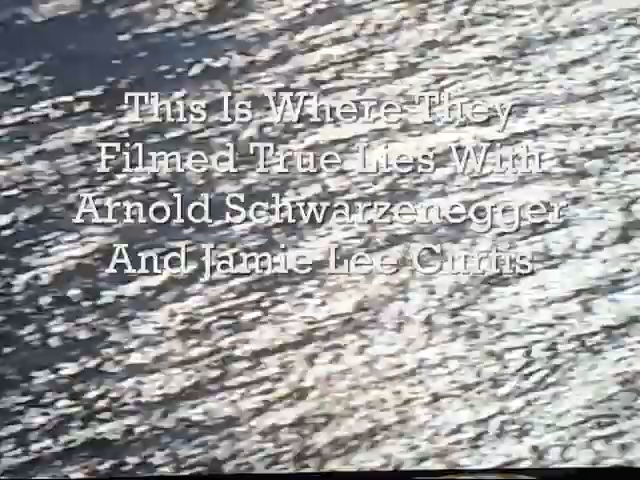 This Is Where They
Filmed True Lies With
Arnold Schwarzenegger
And Jamie Lee Curtis